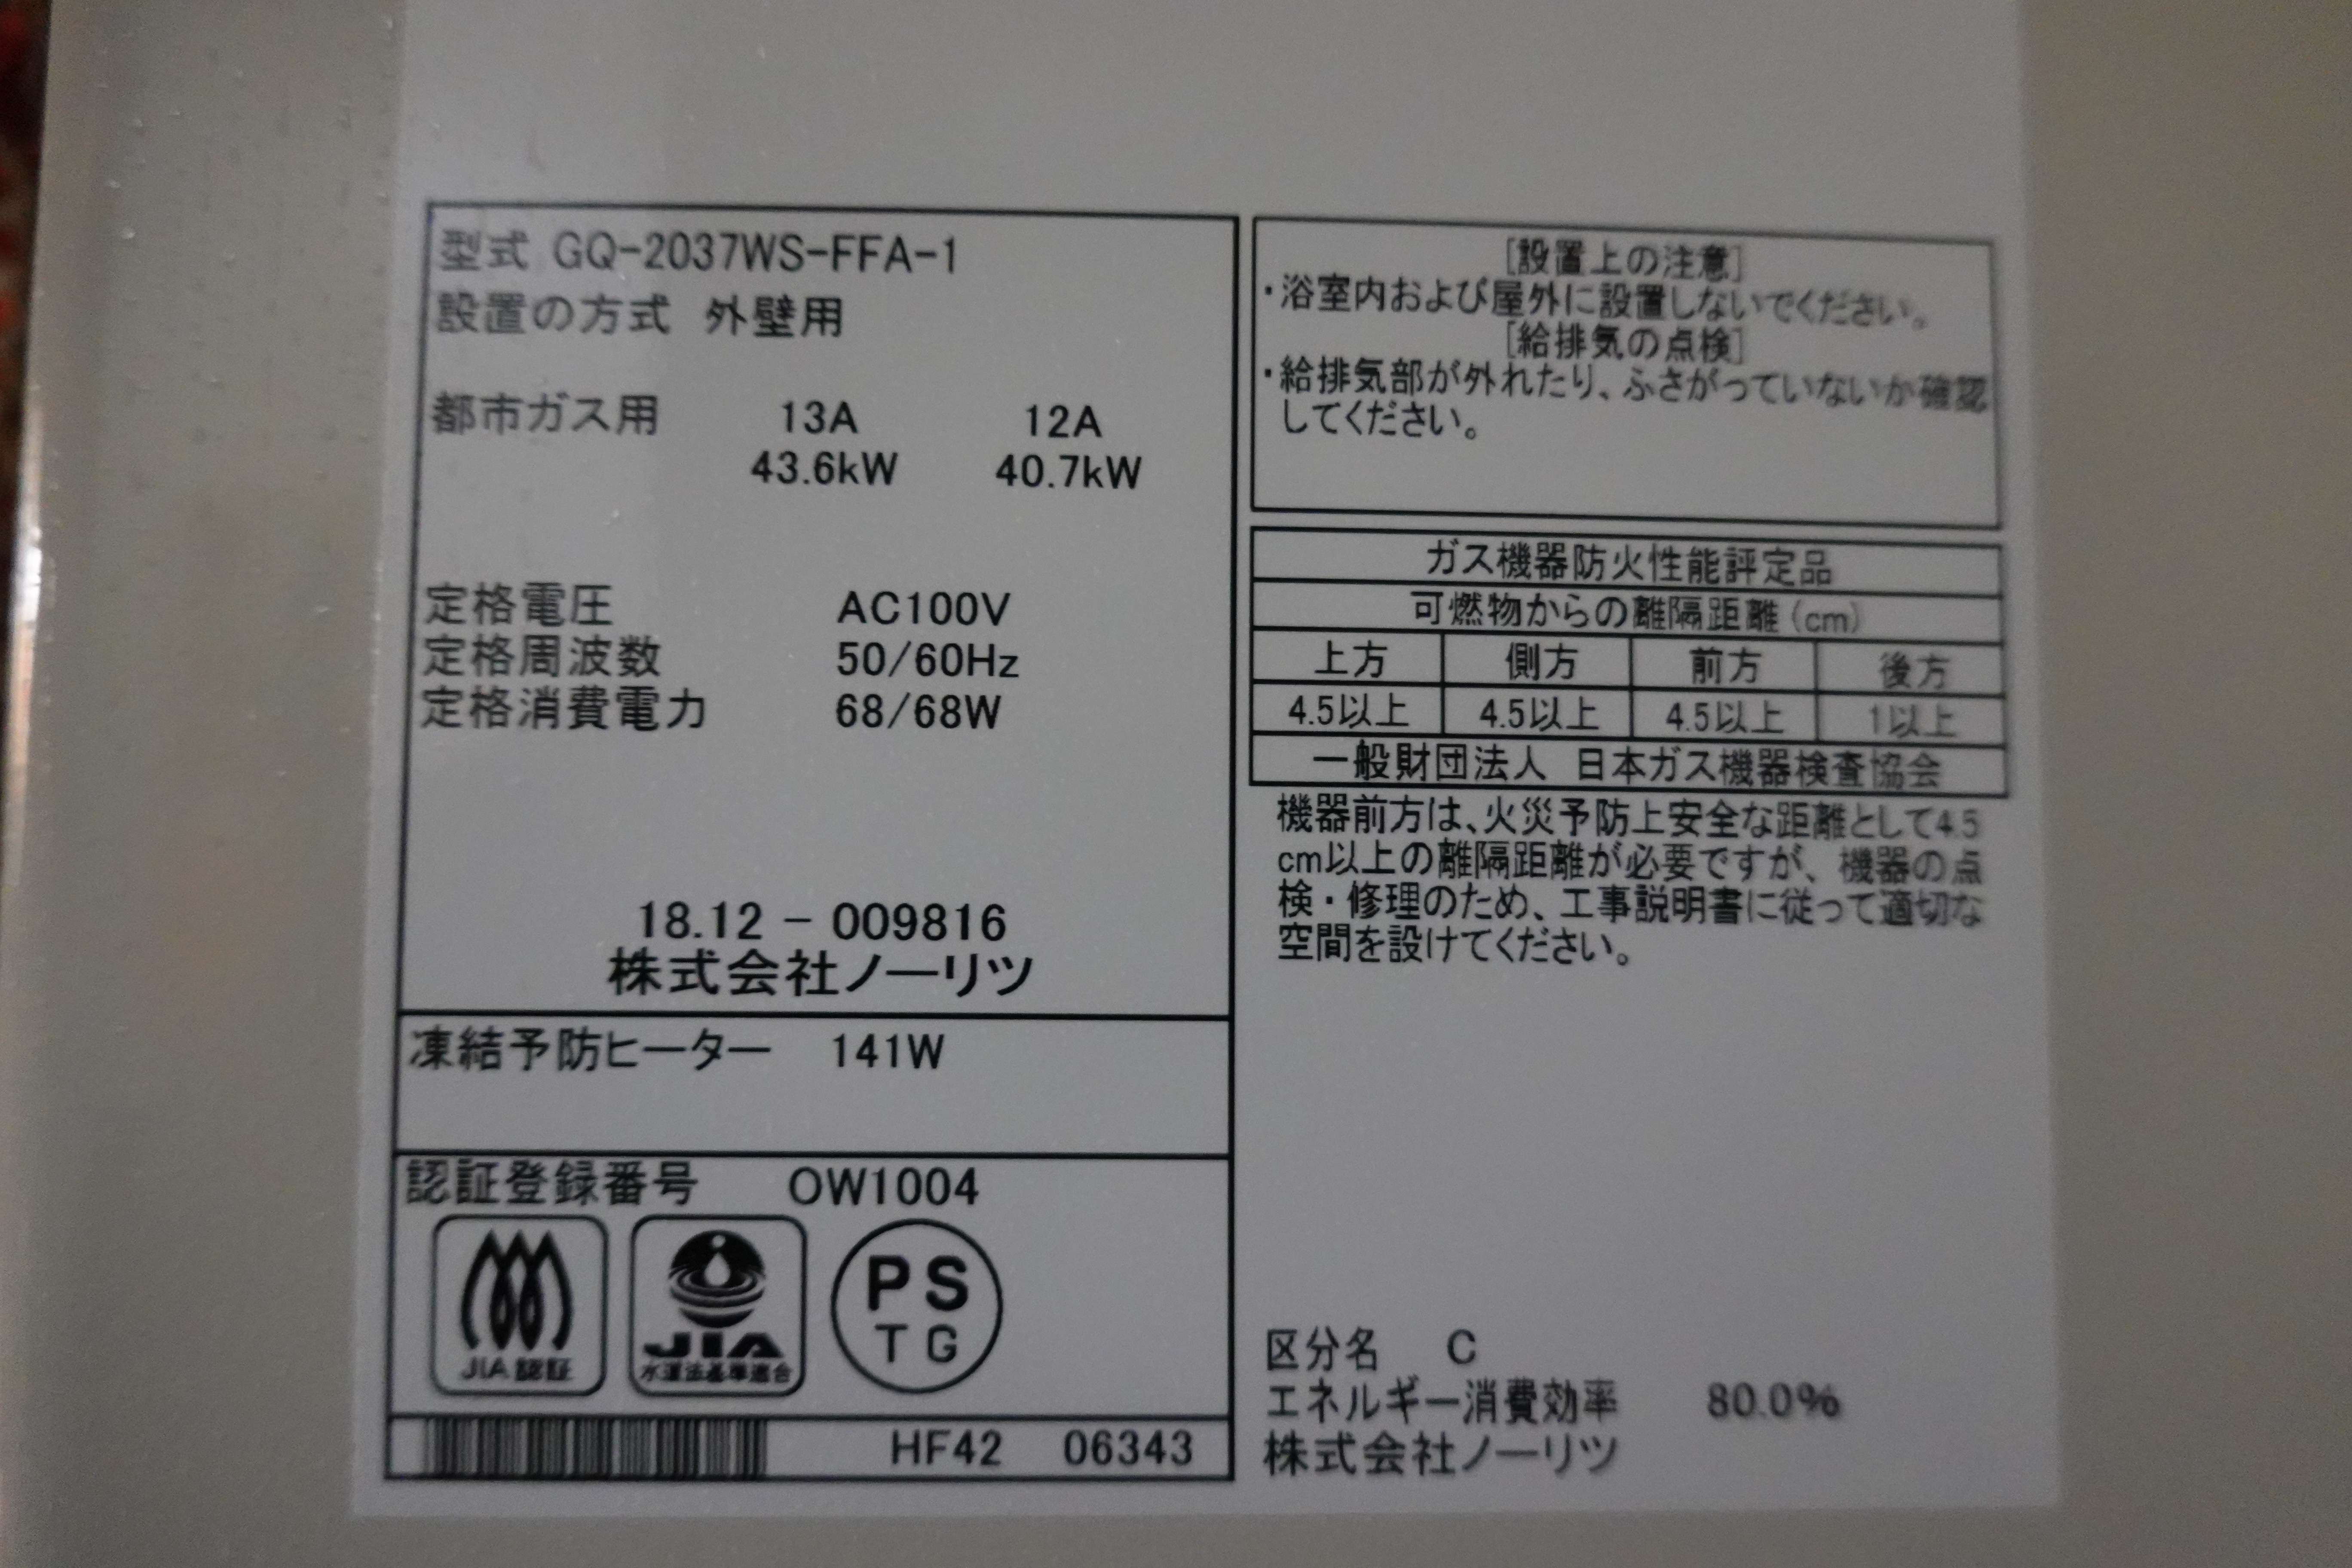 型式 GQ-2037WS-FFA-1
設置の方式 外壁用
都市ガス用 13A 12A
43.6kW 40.7kW
定格電圧 AC100V
定格周波数 50/60Hz
定格消費電力 68/68W
18.12 - 009816
株式会社ノーリツ
凍結予防ヒーター 141W
認証登録番号 OW1004
JIA 認証
JIA
水道法基準適合
PS
TG
HF42 06343
[設置上の注意]
・浴室内および屋外に設置しないでください。
[給排気の点検]
・給排気部が外れたり、ふさがっていないか確認
してください。
ガス機器防火性能評定品
可燃物からの離隔距離(cm)
上方 側方 前方 後方
4.5以上 4.5以上 4.5以上 1以上
一般財団法人 日本ガス機器検査協会
機器前方は、火災予防上安全な距離として4.5
cm以上の離隔距離が必要ですが、機器の点
検・修理のため、工事説明書に従って適切な
空間を設けてください。
区分名 C
エネルギー消費効率 80.0%
株式会社ノーリツ